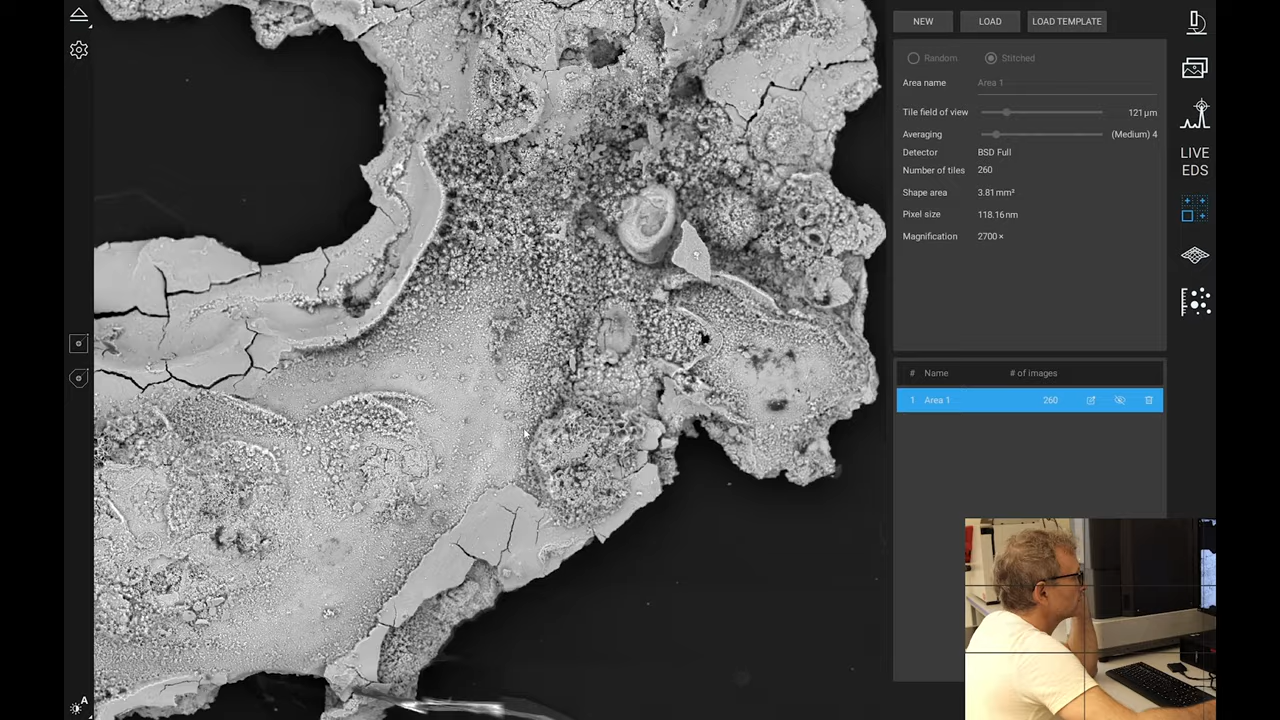 NEW LOAD LOAD TEMPLATE
Random Stitched
Area name Area 1
Tile field of view 121 µm
Averaging (Medium) 4
Detector BSD Full
Number of tiles 260
Shape area 3.81 mm²
Pixel size 118.16 nm
Magnification 2700 ×
LIVE
EDS
# Name # of images
1 Area 1 260
A